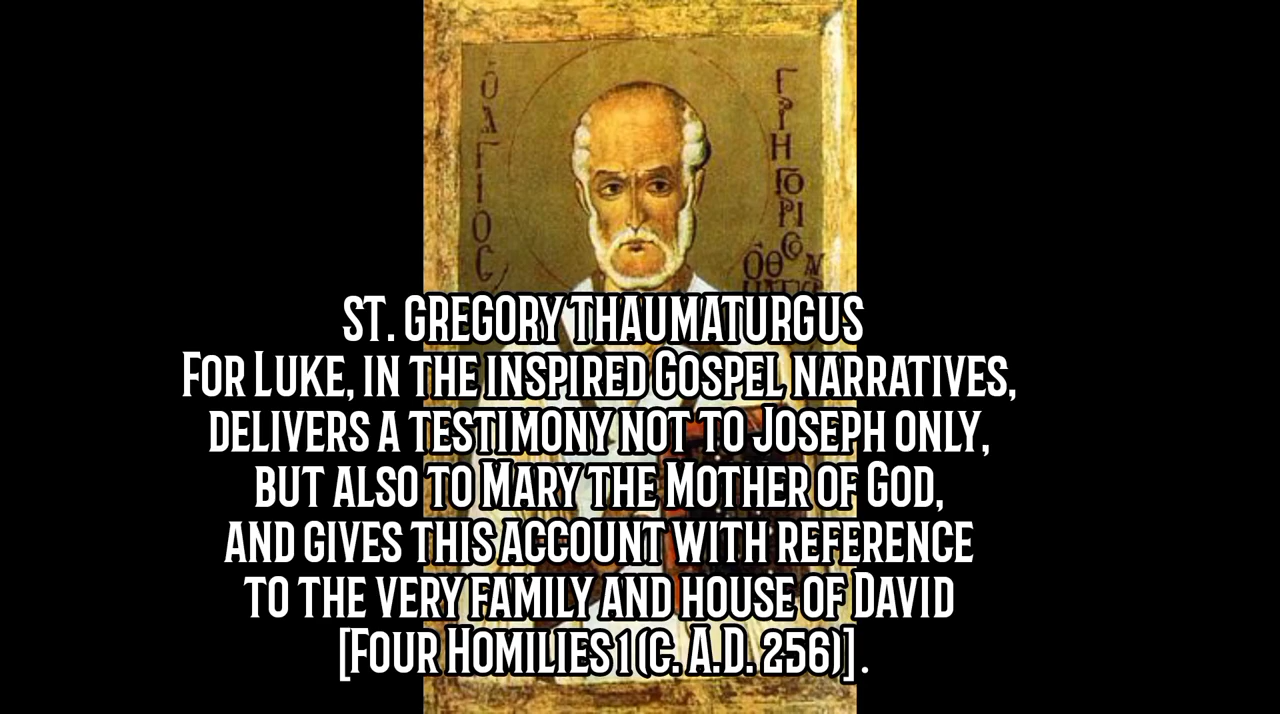 Ὁ ΑΓΙΟС
ΓΡΗΓΟΡΙ
ST. GREGORY THAUMATURGUS
FOR LUKE, IN THE INSPIRED GOSPEL NARRATIVES,
DELIVERS A TESTIMONY NOT TO JOSEPH ONLY,
BUT ALSO TO MARY THE MOTHER OF GOD,
AND GIVES THIS ACCOUNT WITH REFERENCE
TO THE VERY FAMILY AND HOUSE OF DAVID
[FOUR HOMILIES 1 (C. A.D. 256)].